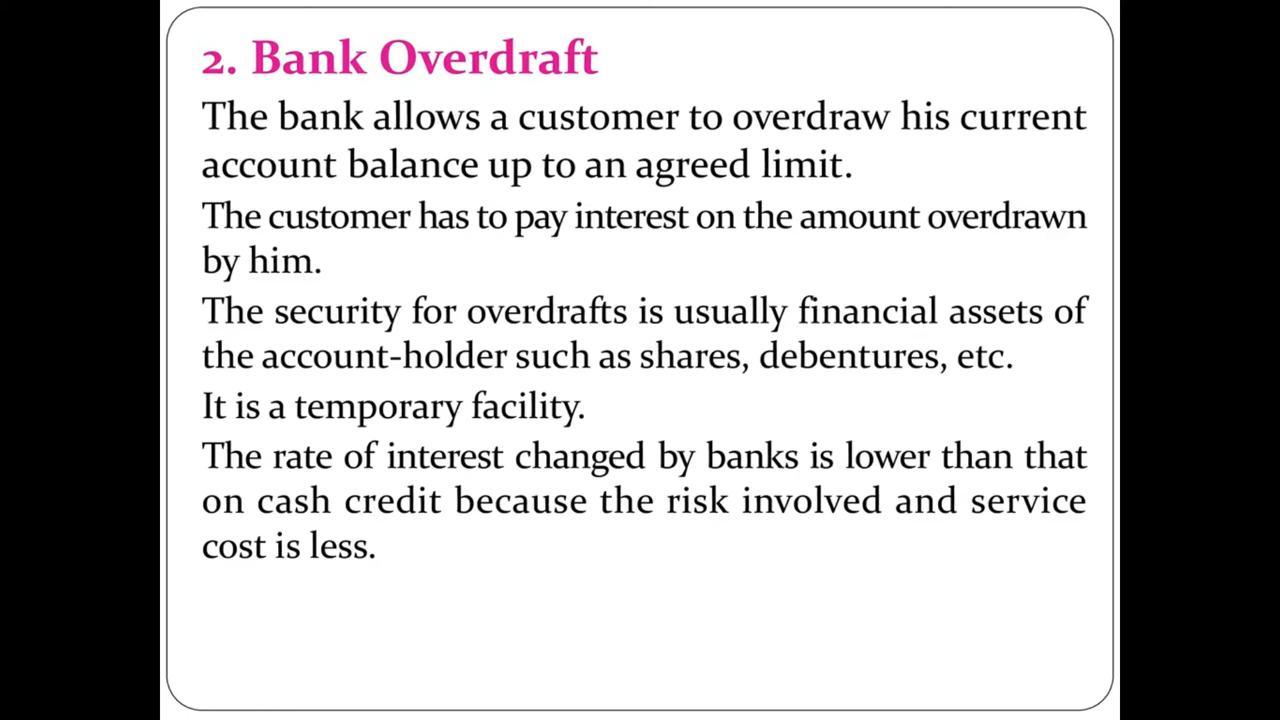 2. Bank Overdraft
The bank allows a customer to overdraw his current
account balance up to an agreed limit.
The customer has to pay interest on the amount overdrawn
by him.
The security for overdrafts is usually financial assets of
the account-holder such as shares, debentures, etc.
It is a temporary facility.
The rate of interest changed by banks is lower than that
on cash credit because the risk involved and service
cost is less.